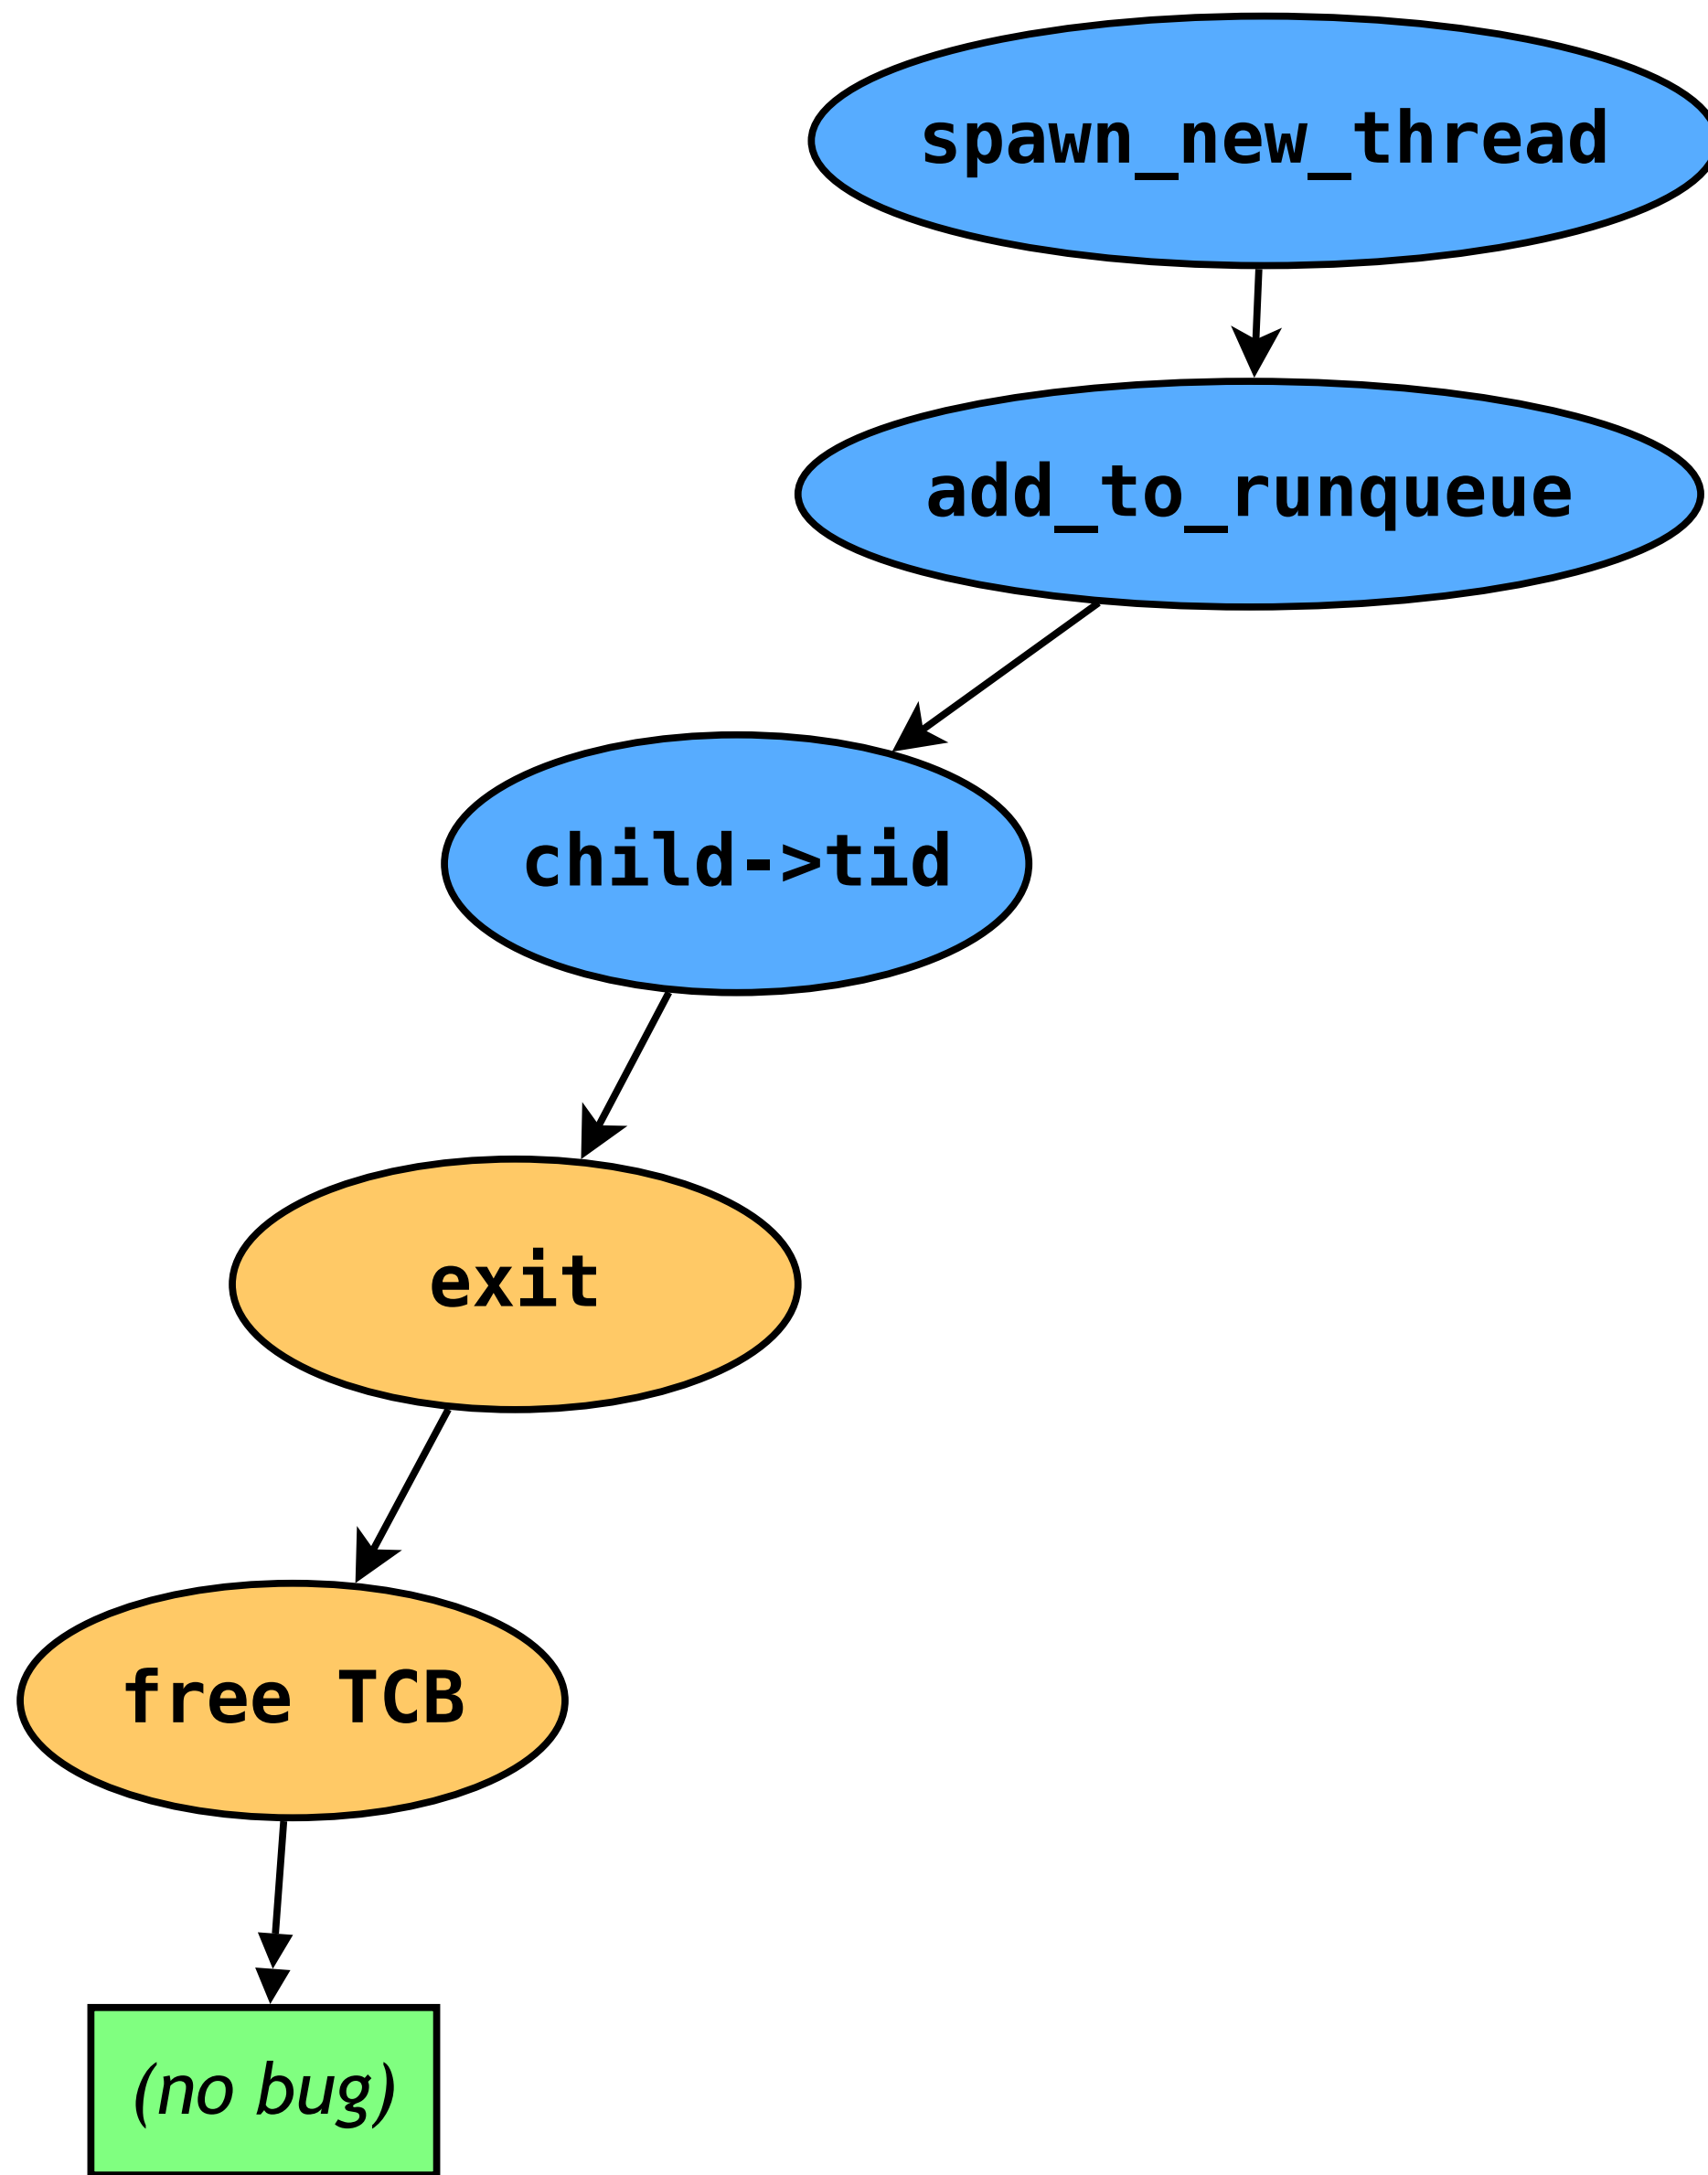 spawn_new_thread
add_to_runqueue
child->tid
exit
free TCB
(no bug)